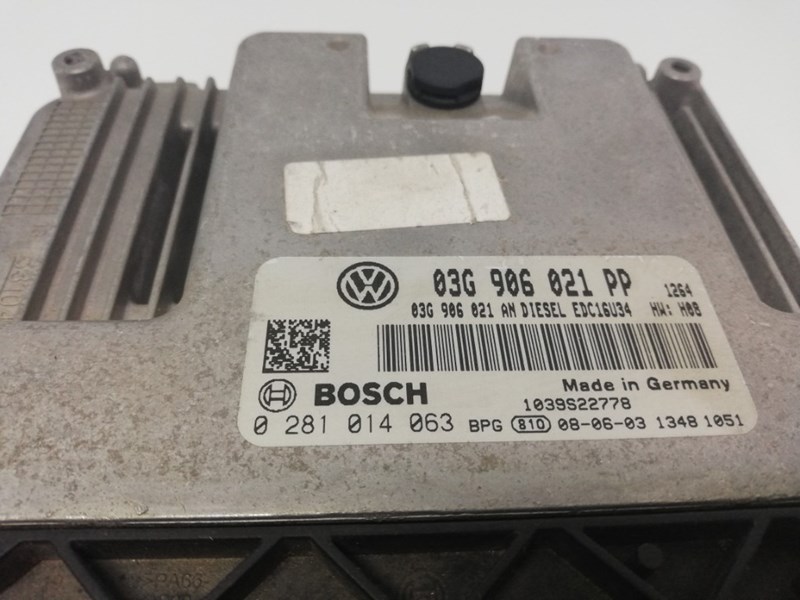 03G 906 021 PP 1264
03G 906 021 AN DIESEL EDC16U34 HW: H08
Made in Germany
BOSCH 1039S22778
0 281 014 063 BPG 810 08-06-03 1348 1051
PA66-